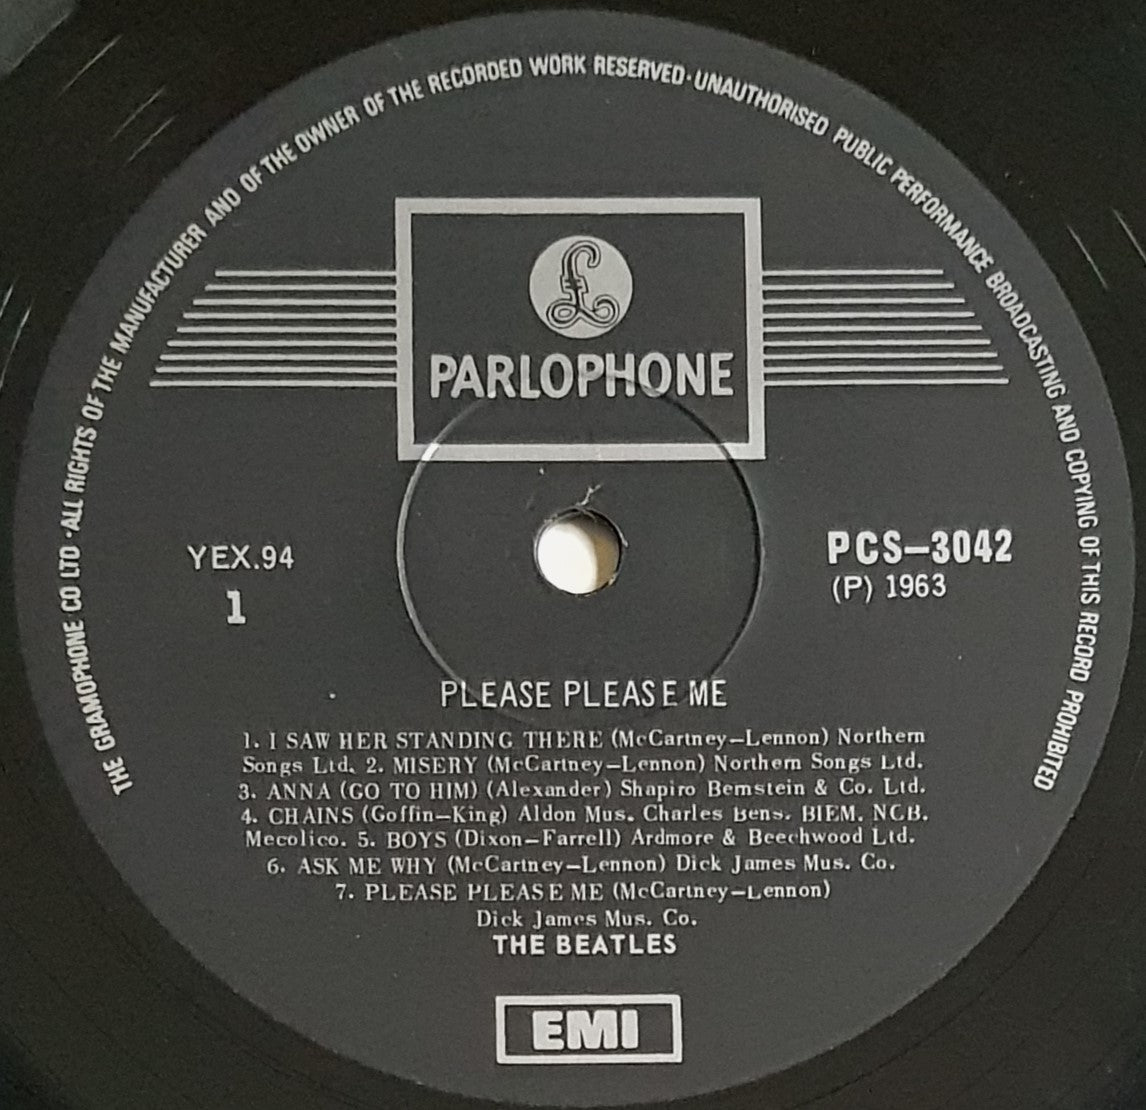 THE GRAMOPHONE CO LTD · ALL RIGHTS OF THE MANUFACTURER AND OF THE OWNER OF THE RECORDED WORK RESERVED · UNAUTHORISED PUBLIC PERFORMANCE BROADCASTING AND COPYING OF THIS RECORD PROHIBITED
£
PARLOPHONE
YEX.94
1
PCS–3042
(P) 1963
PLEASE PLEASE ME
1. I SAW HER STANDING THERE (McCartney–Lennon) Northern
Songs Ltd. 2. MISERY (McCartney–Lennon) Northern Songs Ltd.
3. ANNA (GO TO HIM) (Alexander) Shapiro Bernstein & Co. Ltd.
4. CHAINS (Goffin–King) Aldon Mus. Charles Bens. BIEM. NCB.
Mecolico. 5. BOYS (Dixon–Farrell) Ardmore & Beechwood Ltd.
6. ASK ME WHY (McCartney–Lennon) Dick James Mus. Co.
7. PLEASE PLEASE ME (McCartney–Lennon)
Dick James Mus. Co.
THE BEATLES
EMI